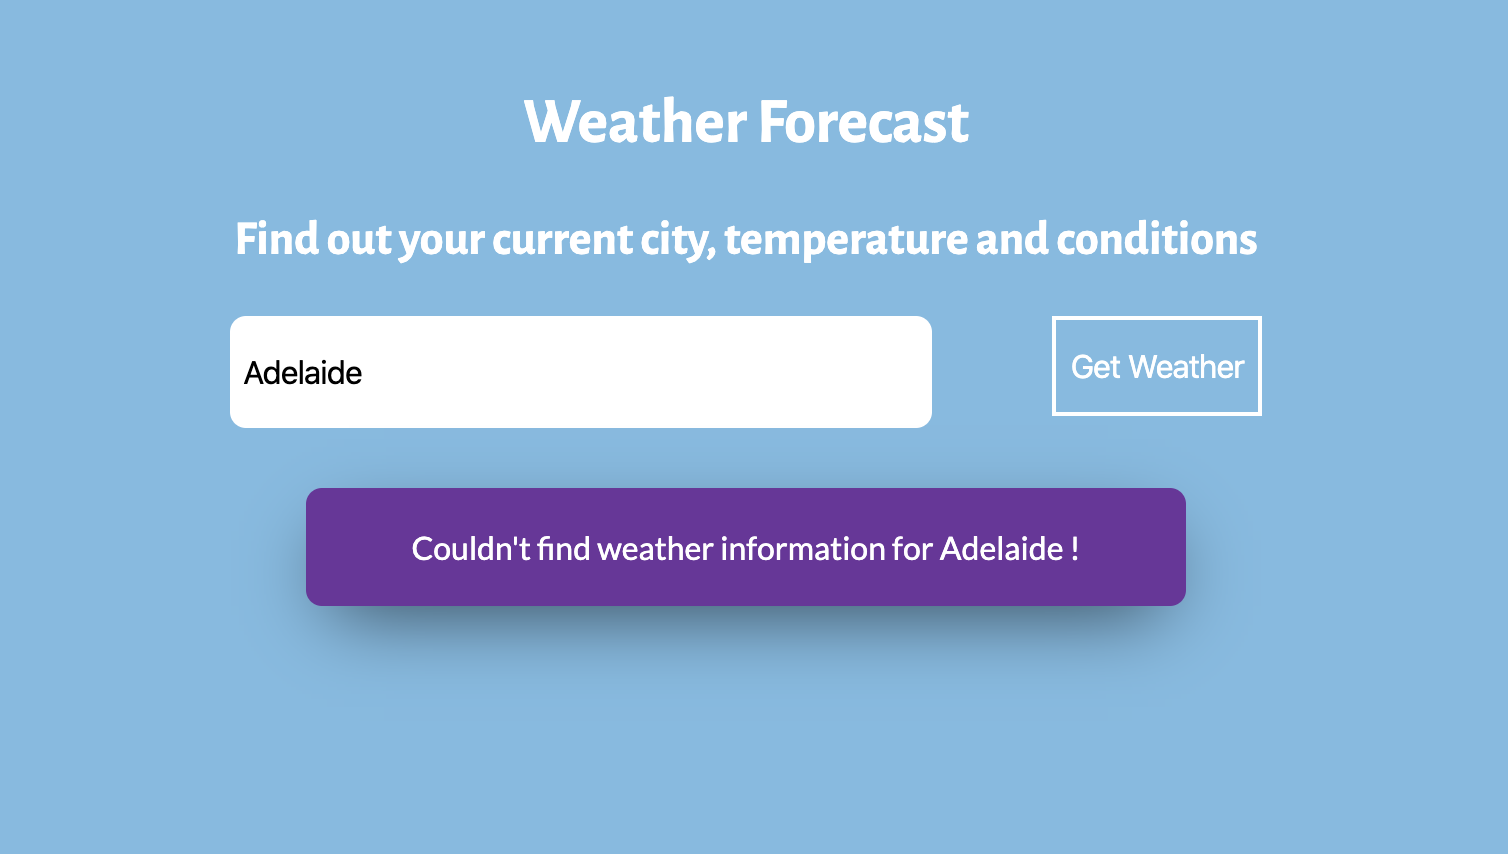 Weather Forecast
Find out your current city, temperature and conditions
Adelaide
Get Weather
Couldn't find weather information for Adelaide !